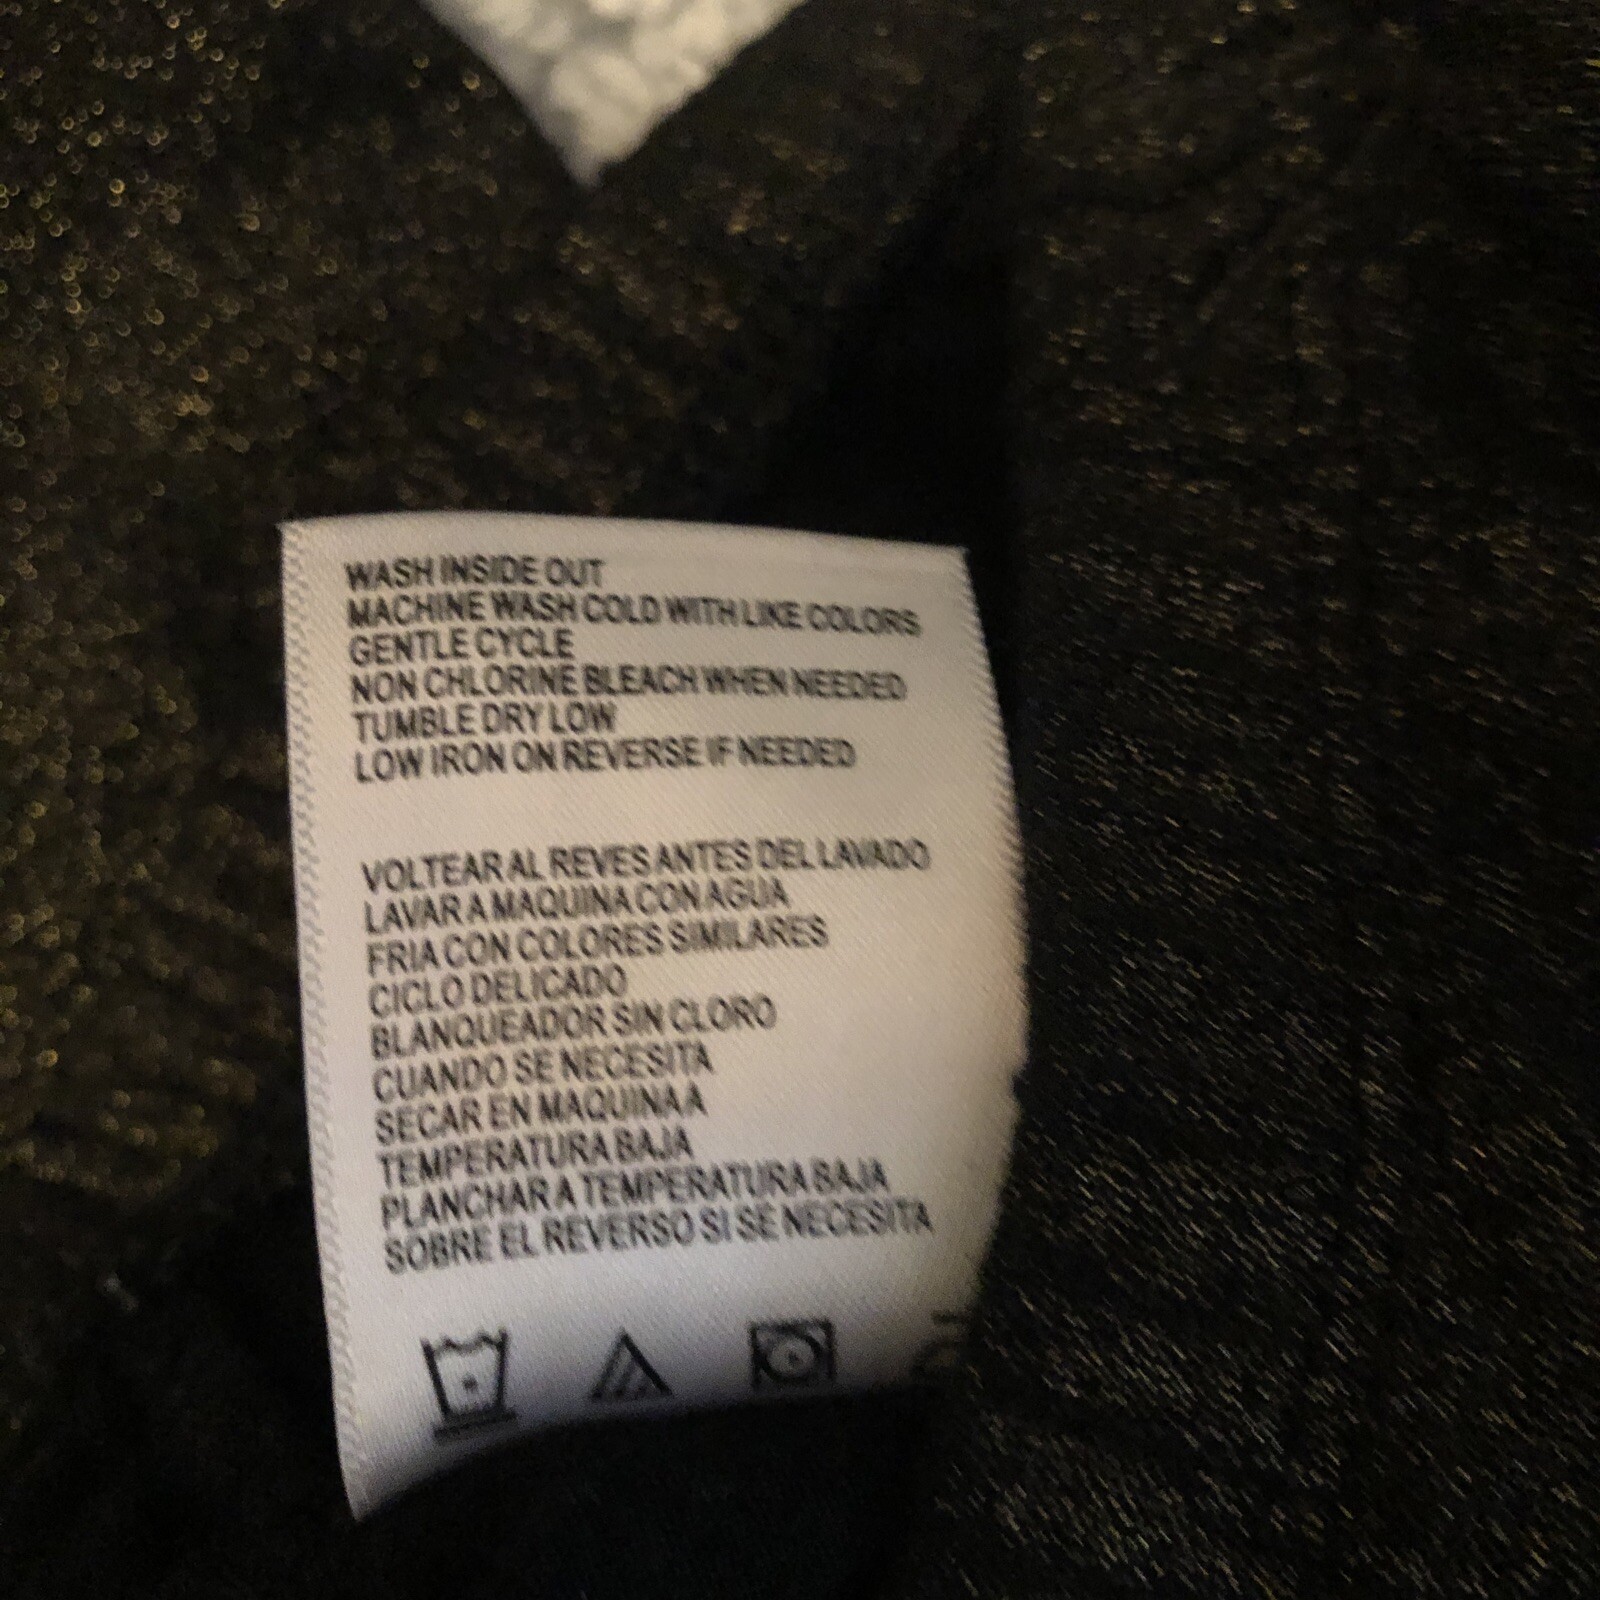 WASH INSIDE OUT
MACHINE WASH COLD WITH LIKE COLORS
GENTLE CYCLE
NON CHLORINE BLEACH WHEN NEEDED
TUMBLE DRY LOW
LOW IRON ON REVERSE IF NEEDED
VOLTEAR AL REVES ANTES DEL LAVADO
LAVAR A MAQUINA CON AGUA
FRIA CON COLORES SIMILARES
CICLO DELICADO
BLANQUEADOR SIN CLORO
CUANDO SE NECESITA
SECAR EN MAQUINA A
TEMPERATURA BAJA
PLANCHAR A TEMPERATURA BAJA
SOBRE EL REVERSO SI SE NECESITA